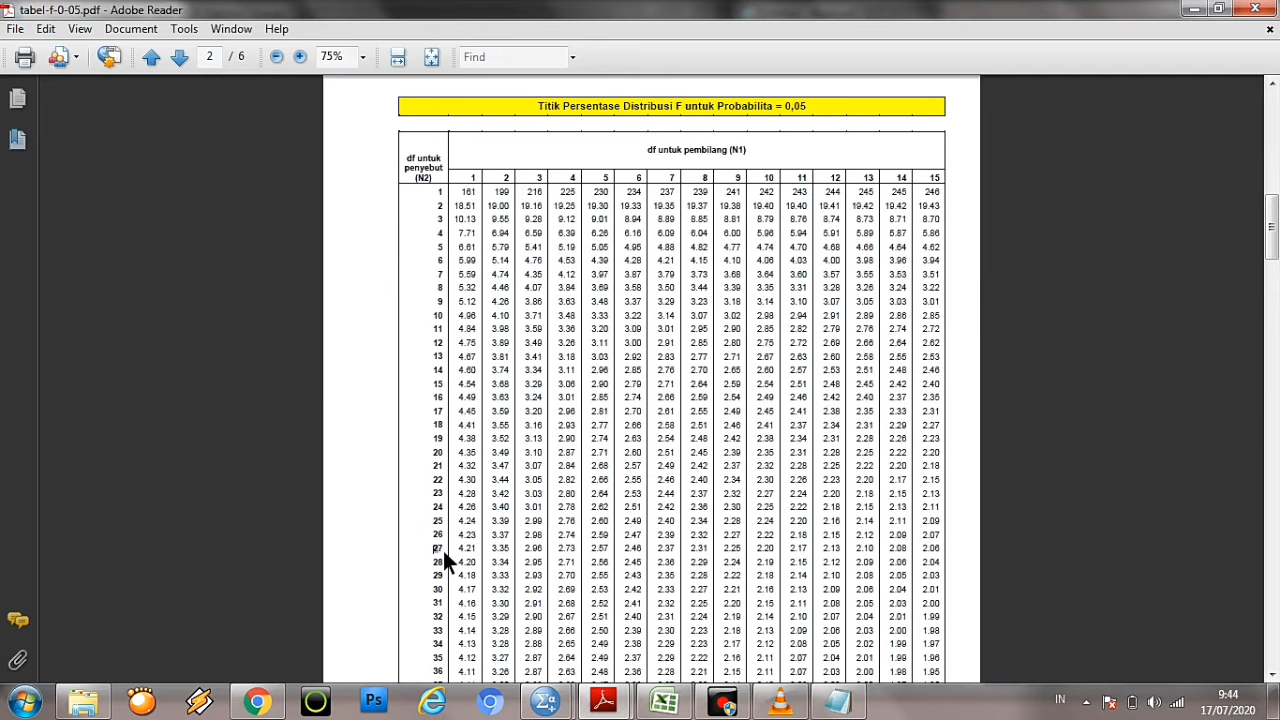 tabel-f-0-05.pdf - Adobe Reader
File Edit View Document Tools Window Help
2 / 6 75% Find
Titik Persentase Distribusi F untuk Probabilita = 0,05
df untuk penyebut (N2)
df untuk pembilang (N1)
1 2 3 4 5 6 7 8 9 10 11 12 13 14 15
1 161 199 216 225 230 234 237 239 241 242 243 244 245 245 246
2 18.51 19.00 19.16 19.25 19.30 19.33 19.35 19.37 19.38 19.40 19.40 19.41 19.42 19.42 19.43
3 10.13 9.55 9.28 9.12 9.01 8.94 8.89 8.85 8.81 8.79 8.76 8.74 8.73 8.71 8.70
4 7.71 6.94 6.59 6.39 6.26 6.16 6.09 6.04 6.00 5.96 5.94 5.91 5.89 5.87 5.86
5 6.61 5.79 5.41 5.19 5.05 4.95 4.88 4.82 4.77 4.74 4.70 4.68 4.66 4.64 4.62
6 5.99 5.14 4.76 4.53 4.39 4.28 4.21 4.15 4.10 4.06 4.03 4.00 3.98 3.96 3.94
7 5.59 4.74 4.35 4.12 3.97 3.87 3.79 3.73 3.68 3.64 3.60 3.57 3.55 3.53 3.51
8 5.32 4.46 4.07 3.84 3.69 3.58 3.50 3.44 3.39 3.35 3.31 3.28 3.26 3.24 3.22
9 5.12 4.26 3.86 3.63 3.48 3.37 3.29 3.23 3.18 3.14 3.10 3.07 3.05 3.03 3.01
10 4.96 4.10 3.71 3.48 3.33 3.22 3.14 3.07 3.02 2.98 2.94 2.91 2.89 2.86 2.85
11 4.84 3.98 3.59 3.36 3.20 3.09 3.01 2.95 2.90 2.85 2.82 2.79 2.76 2.74 2.72
12 4.75 3.89 3.49 3.26 3.11 3.00 2.91 2.85 2.80 2.75 2.72 2.69 2.66 2.64 2.62
13 4.67 3.81 3.41 3.18 3.03 2.92 2.83 2.77 2.71 2.67 2.63 2.60 2.58 2.55 2.53
14 4.60 3.74 3.34 3.11 2.96 2.85 2.76 2.70 2.65 2.60 2.57 2.53 2.51 2.48 2.46
15 4.54 3.68 3.29 3.06 2.90 2.79 2.71 2.64 2.59 2.54 2.51 2.48 2.45 2.42 2.40
16 4.49 3.63 3.24 3.01 2.85 2.74 2.66 2.59 2.54 2.49 2.46 2.42 2.40 2.37 2.35
17 4.45 3.59 3.20 2.96 2.81 2.70 2.61 2.55 2.49 2.45 2.41 2.38 2.35 2.33 2.31
18 4.41 3.55 3.16 2.93 2.77 2.66 2.58 2.51 2.46 2.41 2.37 2.34 2.31 2.29 2.27
19 4.38 3.52 3.13 2.90 2.74 2.63 2.54 2.48 2.42 2.38 2.34 2.31 2.28 2.26 2.23
20 4.35 3.49 3.10 2.87 2.71 2.60 2.51 2.45 2.39 2.35 2.31 2.28 2.25 2.22 2.20
21 4.32 3.47 3.07 2.84 2.68 2.57 2.49 2.42 2.37 2.32 2.28 2.25 2.22 2.20 2.18
22 4.30 3.44 3.05 2.82 2.66 2.55 2.46 2.40 2.34 2.30 2.26 2.23 2.20 2.17 2.15
23 4.28 3.42 3.03 2.80 2.64 2.53 2.44 2.37 2.32 2.27 2.24 2.20 2.18 2.15 2.13
24 4.26 3.40 3.01 2.78 2.62 2.51 2.42 2.36 2.30 2.25 2.22 2.18 2.15 2.13 2.11
25 4.24 3.39 2.99 2.76 2.60 2.49 2.40 2.34 2.28 2.24 2.20 2.16 2.14 2.11 2.09
26 4.23 3.37 2.98 2.74 2.59 2.47 2.39 2.32 2.27 2.22 2.18 2.15 2.12 2.09 2.07
27 4.21 3.35 2.96 2.73 2.57 2.46 2.37 2.31 2.25 2.20 2.17 2.13 2.10 2.08 2.06
28 4.20 3.34 2.95 2.71 2.56 2.45 2.36 2.29 2.24 2.19 2.15 2.12 2.09 2.06 2.04
29 4.18 3.33 2.93 2.70 2.55 2.43 2.35 2.28 2.22 2.18 2.14 2.10 2.08 2.05 2.03
30 4.17 3.32 2.92 2.69 2.53 2.42 2.33 2.27 2.21 2.16 2.13 2.09 2.06 2.04 2.01
31 4.16 3.30 2.91 2.68 2.52 2.41 2.32 2.25 2.20 2.15 2.11 2.08 2.05 2.03 2.00
32 4.15 3.29 2.90 2.67 2.51 2.40 2.31 2.24 2.19 2.14 2.10 2.07 2.04 2.01 1.99
33 4.14 3.28 2.89 2.66 2.50 2.39 2.30 2.23 2.18 2.13 2.09 2.06 2.03 2.00 1.98
34 4.13 3.28 2.88 2.65 2.49 2.38 2.29 2.23 2.17 2.12 2.08 2.05 2.02 1.99 1.97
35 4.12 3.27 2.87 2.64 2.49 2.37 2.29 2.22 2.16 2.11 2.07 2.04 2.01 1.99 1.96
36 4.11 3.26 2.87 2.63 2.48 2.36 2.28 2.21 2.15 2.11 2.07 2.03 2.00 1.98 1.95
IN 9:44
17/07/2020